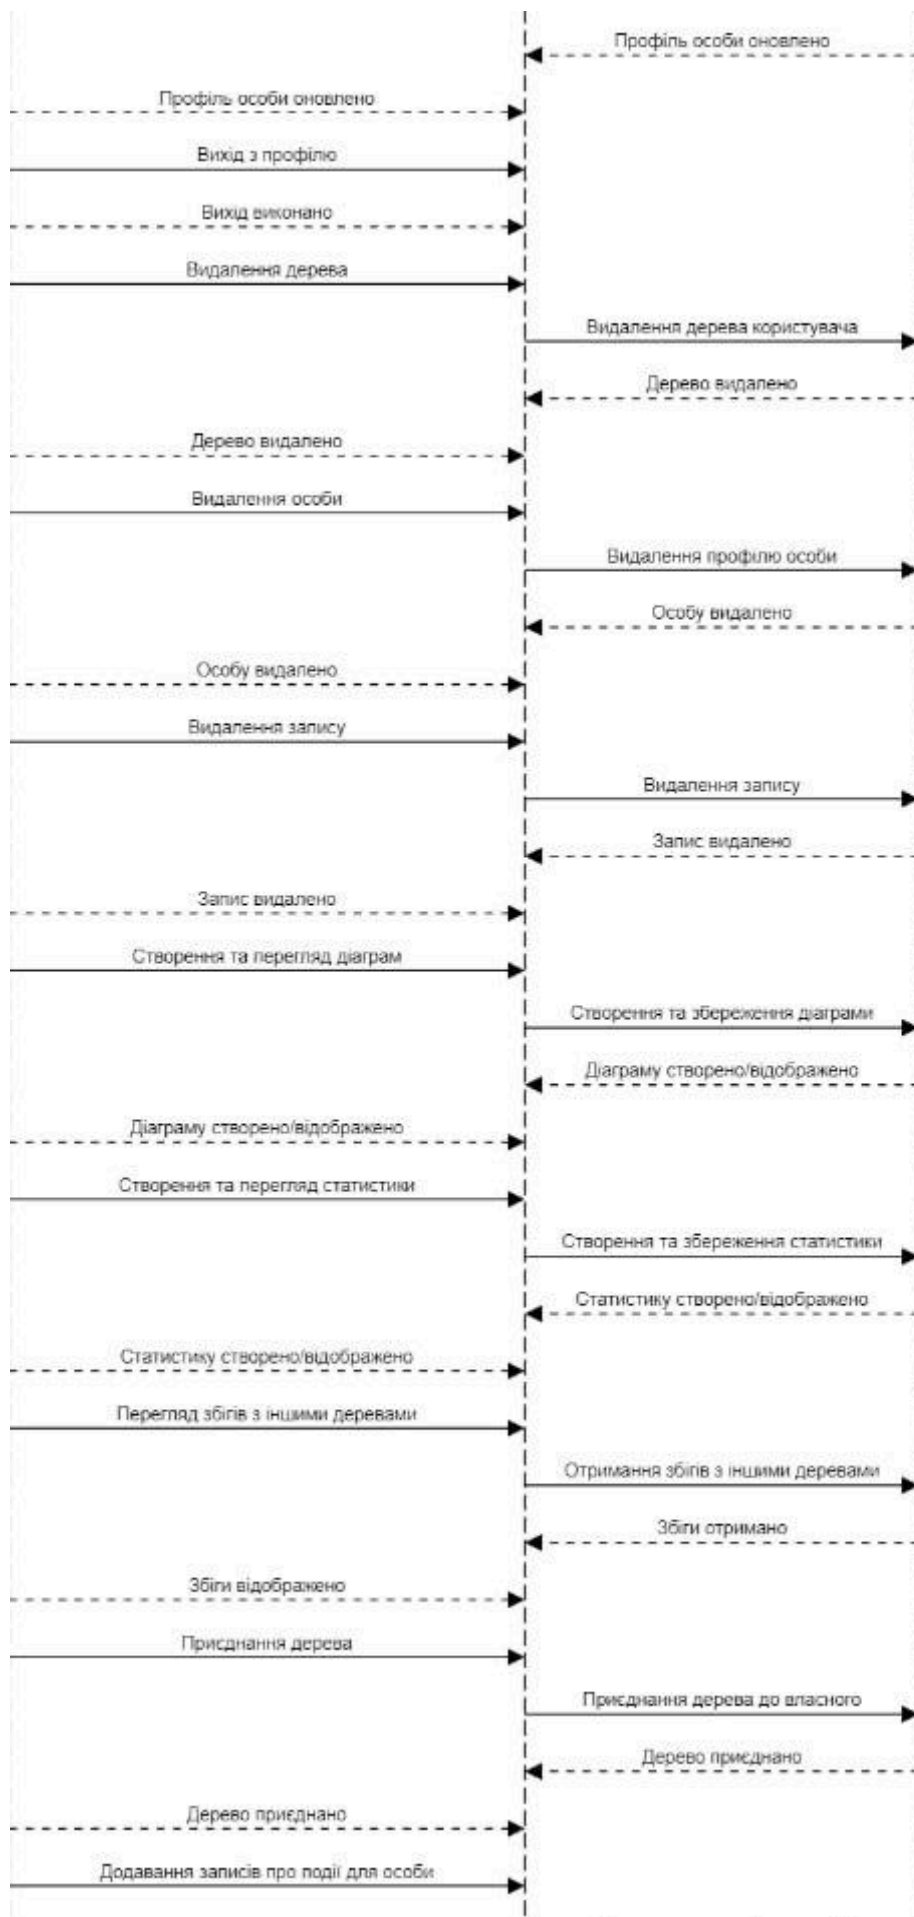 Профіль особи оновлено
Профіль особи оновлено
Вихід з профілю
Вихід виконано
Видалення дерева
Видалення дерева користувача
Дерево видалено
Дерево видалено
Видалення особи
Видалення профілю особи
Особу видалено
Особу видалено
Видалення запису
Видалення запису
Запис видалено
Запис видалено
Створення та перегляд діаграм
Створення та збереження діаграми
Діаграму створено/відображено
Діаграму створено/відображено
Створення та перегляд статистики
Створення та збереження статистики
Статистику створено/відображено
Статистику створено/відображено
Перегляд збігів з іншими деревами
Отримання збігів з іншими деревами
Збіги отримано
Збіги відображено
Приєднання дерева
Приєднання дерева до власного
Дерево приєднано
Дерево приєднано
Додавання записів про події для особи